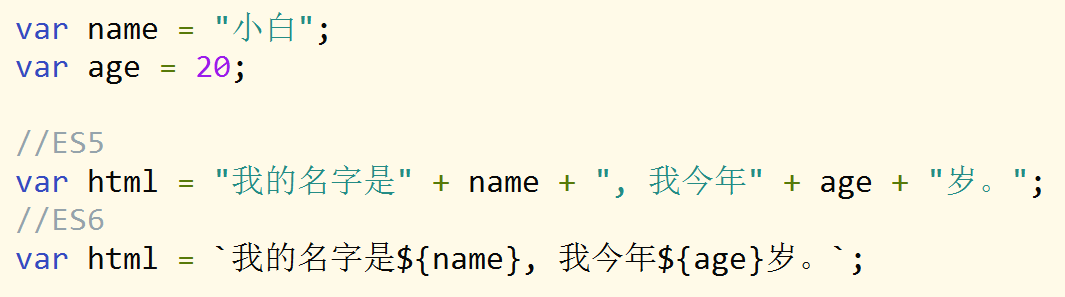 var name = "小白";
var age = 20;
//ES5
var html = "我的名字是" + name + ", 我今年" + age + "岁。";
//ES6
var html = `我的名字是${name}, 我今年${age}岁。`;